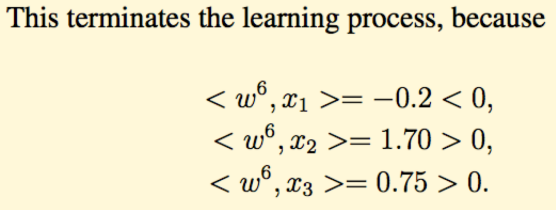 This terminates the learning process, because
< w⁶, x₁ >= −0.2 < 0,
< w⁶, x₂ >= 1.70 > 0,
< w⁶, x₃ >= 0.75 > 0.